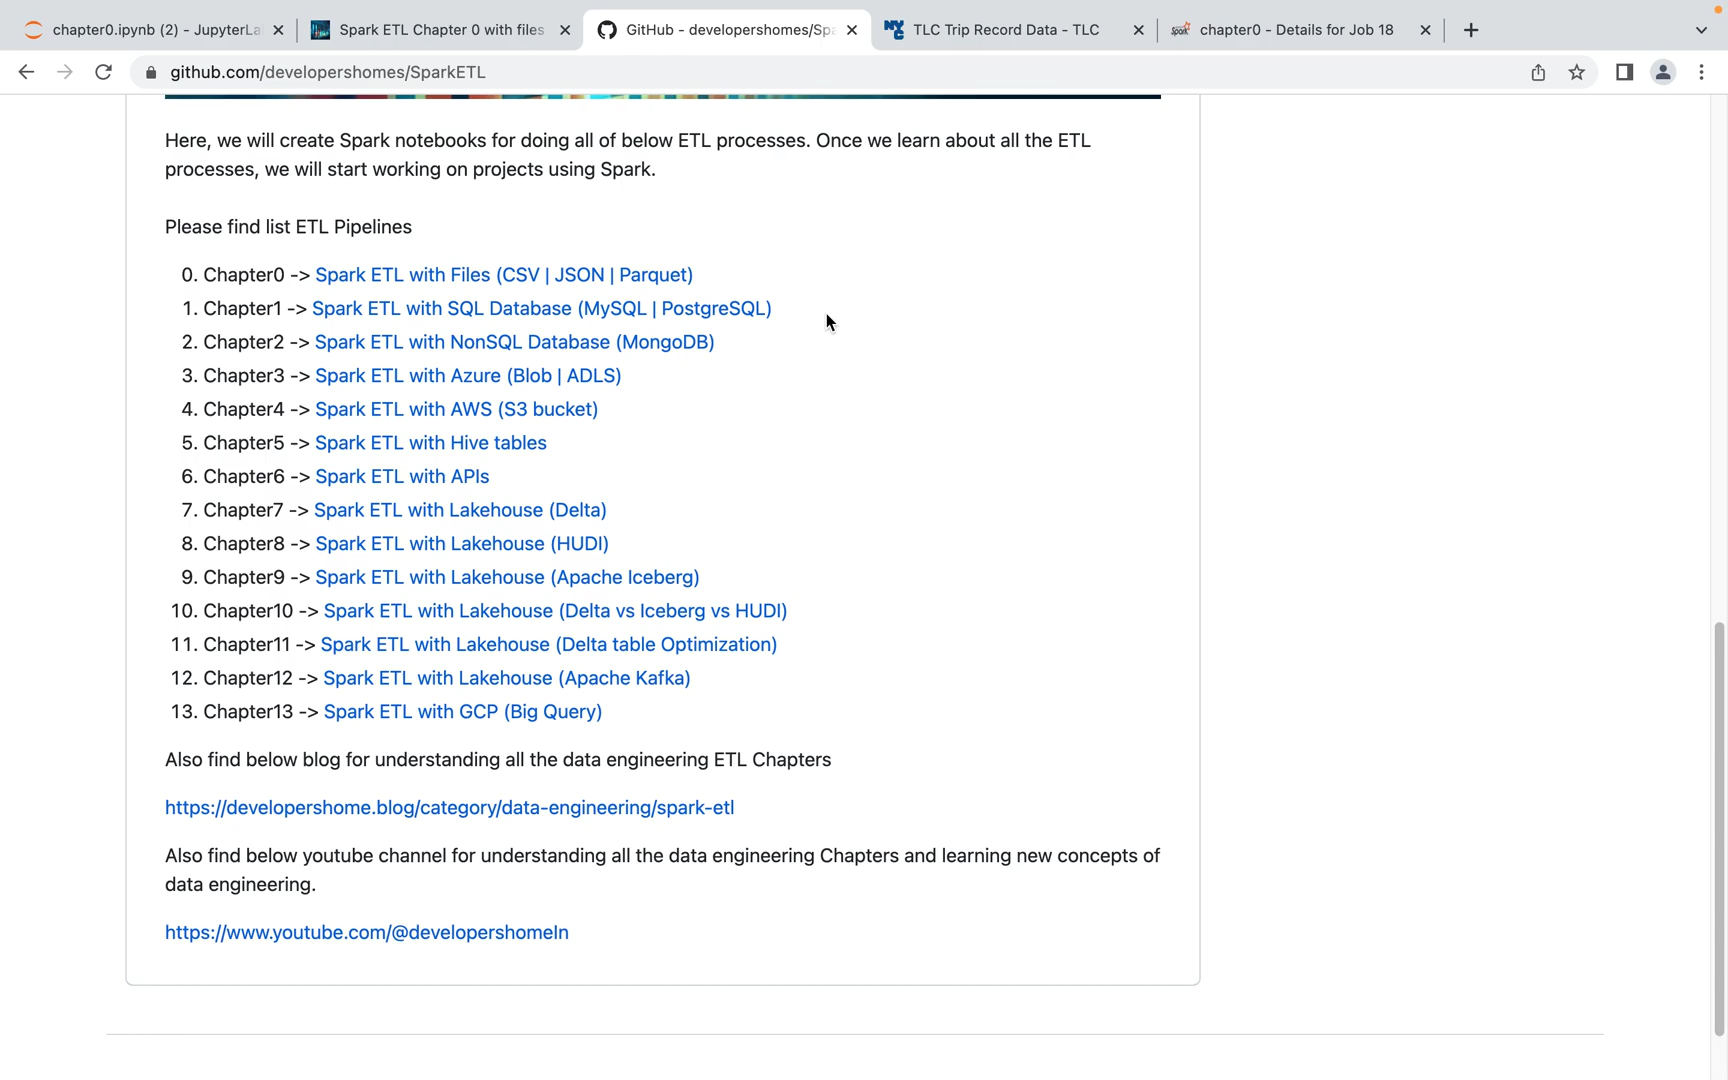 chapter0.ipynb (2) - JupyterLa
Spark ETL Chapter 0 with files
GitHub - developershomes/Spa
TLC Trip Record Data - TLC
chapter0 - Details for Job 18
github.com/developershomes/SparkETL
Here, we will create Spark notebooks for doing all of below ETL processes. Once we learn about all the ETL
processes, we will start working on projects using Spark.
Please find list ETL Pipelines
0. Chapter0 -> Spark ETL with Files (CSV | JSON | Parquet)
1. Chapter1 -> Spark ETL with SQL Database (MySQL | PostgreSQL)
2. Chapter2 -> Spark ETL with NonSQL Database (MongoDB)
3. Chapter3 -> Spark ETL with Azure (Blob | ADLS)
4. Chapter4 -> Spark ETL with AWS (S3 bucket)
5. Chapter5 -> Spark ETL with Hive tables
6. Chapter6 -> Spark ETL with APIs
7. Chapter7 -> Spark ETL with Lakehouse (Delta)
8. Chapter8 -> Spark ETL with Lakehouse (HUDI)
9. Chapter9 -> Spark ETL with Lakehouse (Apache Iceberg)
10. Chapter10 -> Spark ETL with Lakehouse (Delta vs Iceberg vs HUDI)
11. Chapter11 -> Spark ETL with Lakehouse (Delta table Optimization)
12. Chapter12 -> Spark ETL with Lakehouse (Apache Kafka)
13. Chapter13 -> Spark ETL with GCP (Big Query)
Also find below blog for understanding all the data engineering ETL Chapters
https://developershome.blog/category/data-engineering/spark-etl
Also find below youtube channel for understanding all the data engineering Chapters and learning new concepts of
data engineering.
https://www.youtube.com/@developershomeIn